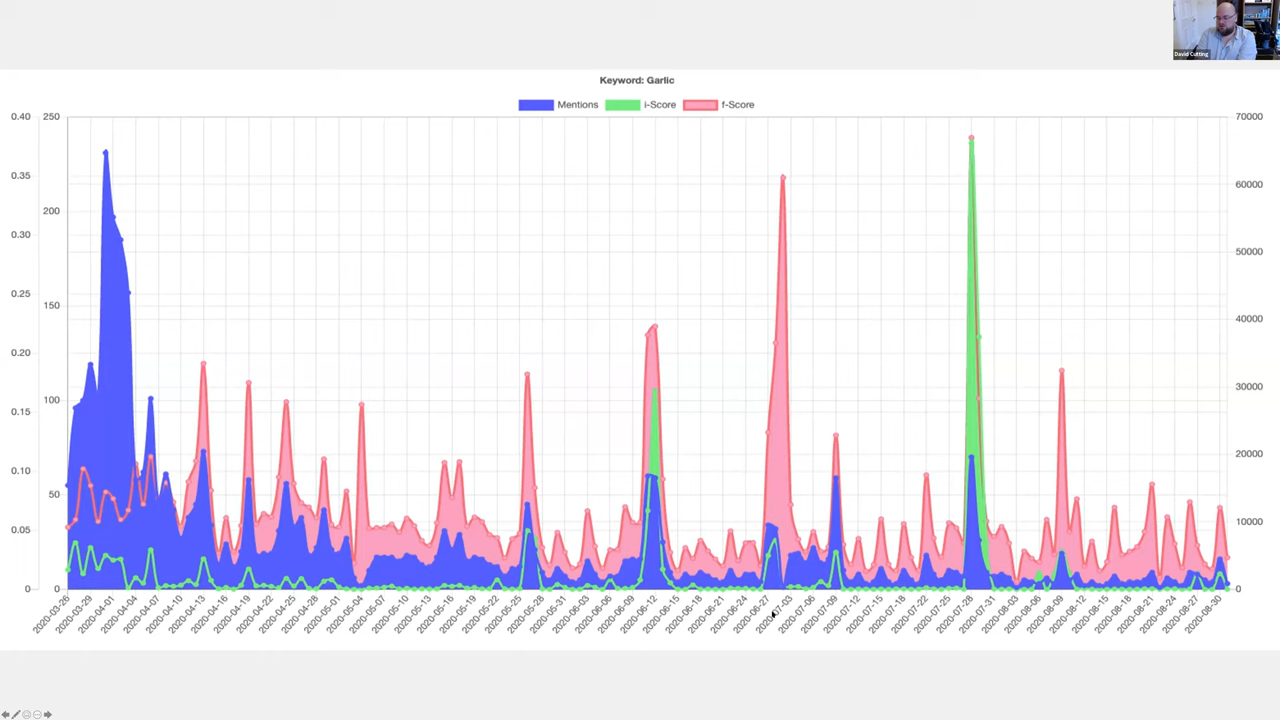 David Cutting
Keyword: Garlic
Mentions i-Score f-Score
0.40 250 70000
0.35 60000
200
0.30 50000
0.25 150 40000
0.20 30000
100
0.15
0.10 20000
50
0.05 10000
0 0 0
2020-03-26 2020-03-29 2020-04-01 2020-04-04 2020-04-07 2020-04-10 2020-04-13 2020-04-16 2020-04-19 2020-04-22 2020-04-25 2020-04-28 2020-05-01 2020-05-04 2020-05-07 2020-05-10 2020-05-13 2020-05-16 2020-05-19 2020-05-22 2020-05-25 2020-05-28 2020-05-31 2020-06-03 2020-06-06 2020-06-09 2020-06-12 2020-06-15 2020-06-18 2020-06-21 2020-06-24 2020-06-27 2020-07-03 2020-07-06 2020-07-09 2020-07-12 2020-07-15 2020-07-18 2020-07-22 2020-07-25 2020-07-28 2020-07-31 2020-08-03 2020-08-06 2020-08-09 2020-08-12 2020-08-15 2020-08-18 2020-08-21 2020-08-24 2020-08-27 2020-08-30